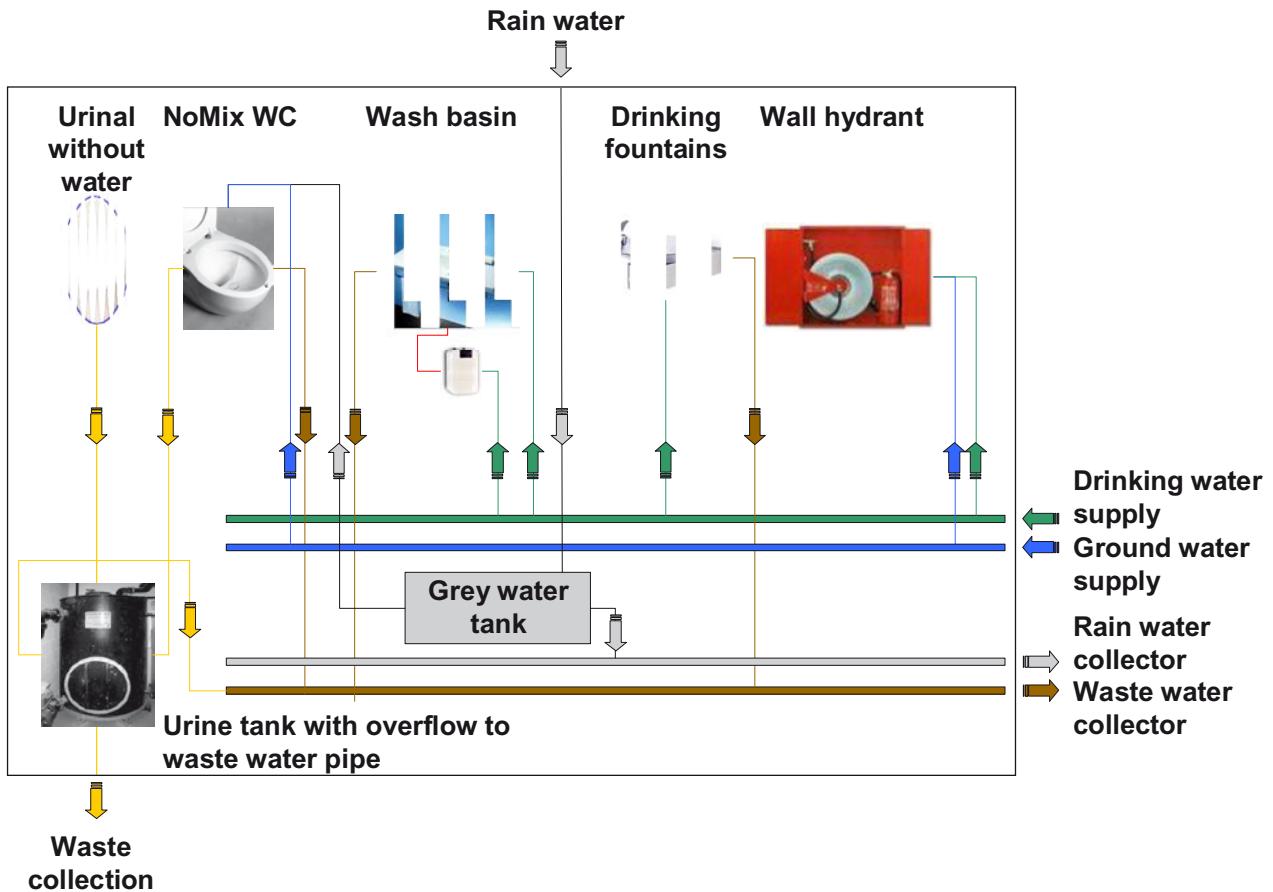 Rain water
Urinal
without
water
NoMix WC
Wash basin
Drinking
fountains
Wall hydrant
Drinking water
supply
Ground water
supply
Grey water
tank
Rain water
collector
Waste water
collector
Urine tank with overflow to
waste water pipe
Waste
collection